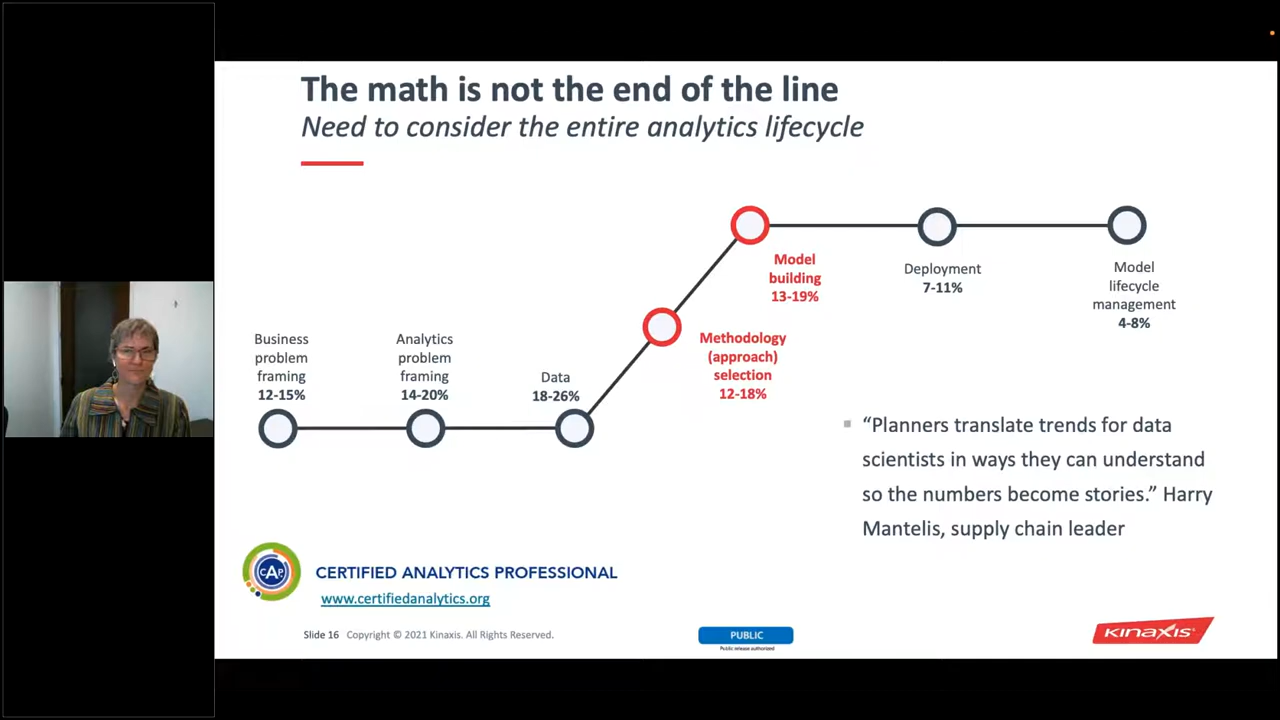 The math is not the end of the line
Need to consider the entire analytics lifecycle
Business
problem
framing
12-15%
Analytics
problem
framing
14-20%
Data
18-26%
Methodology
(approach)
selection
12-18%
Model
building
13-19%
Deployment
7-11%
Model
lifecycle
management
4-8%
“Planners translate trends for data
scientists in ways they can understand
so the numbers become stories.” Harry
Mantelis, supply chain leader
CAP
CERTIFIED ANALYTICS PROFESSIONAL
www.certifiedanalytics.org
Slide 16 Copyright © 2021 Kinaxis. All Rights Reserved.
PUBLIC
Public release authorized
KINAXIS